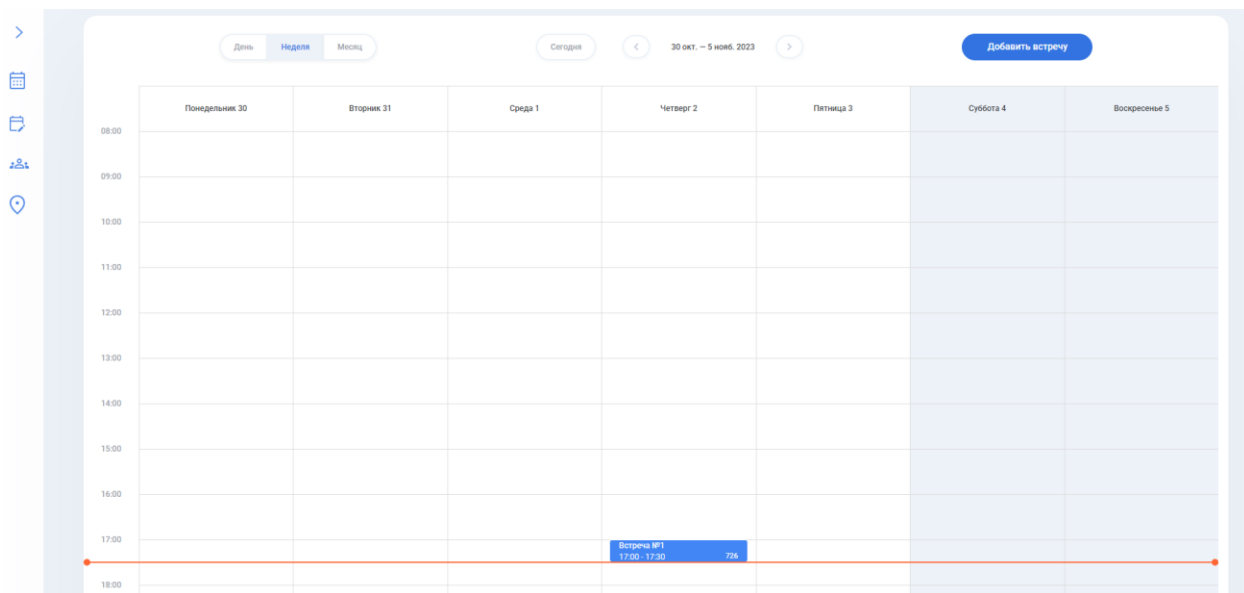 День Неделя Месяц Сегодня 30 окт. — 5 нояб. 2023 Добавить встречу
Понедельник 30 Вторник 31 Среда 1 Четверг 2 Пятница 3 Суббота 4 Воскресенье 5
08:00
09:00
10:00
11:00
12:00
13:00
14:00
15:00
16:00
17:00
Встреча №1
17:00 - 17:30 726
18:00